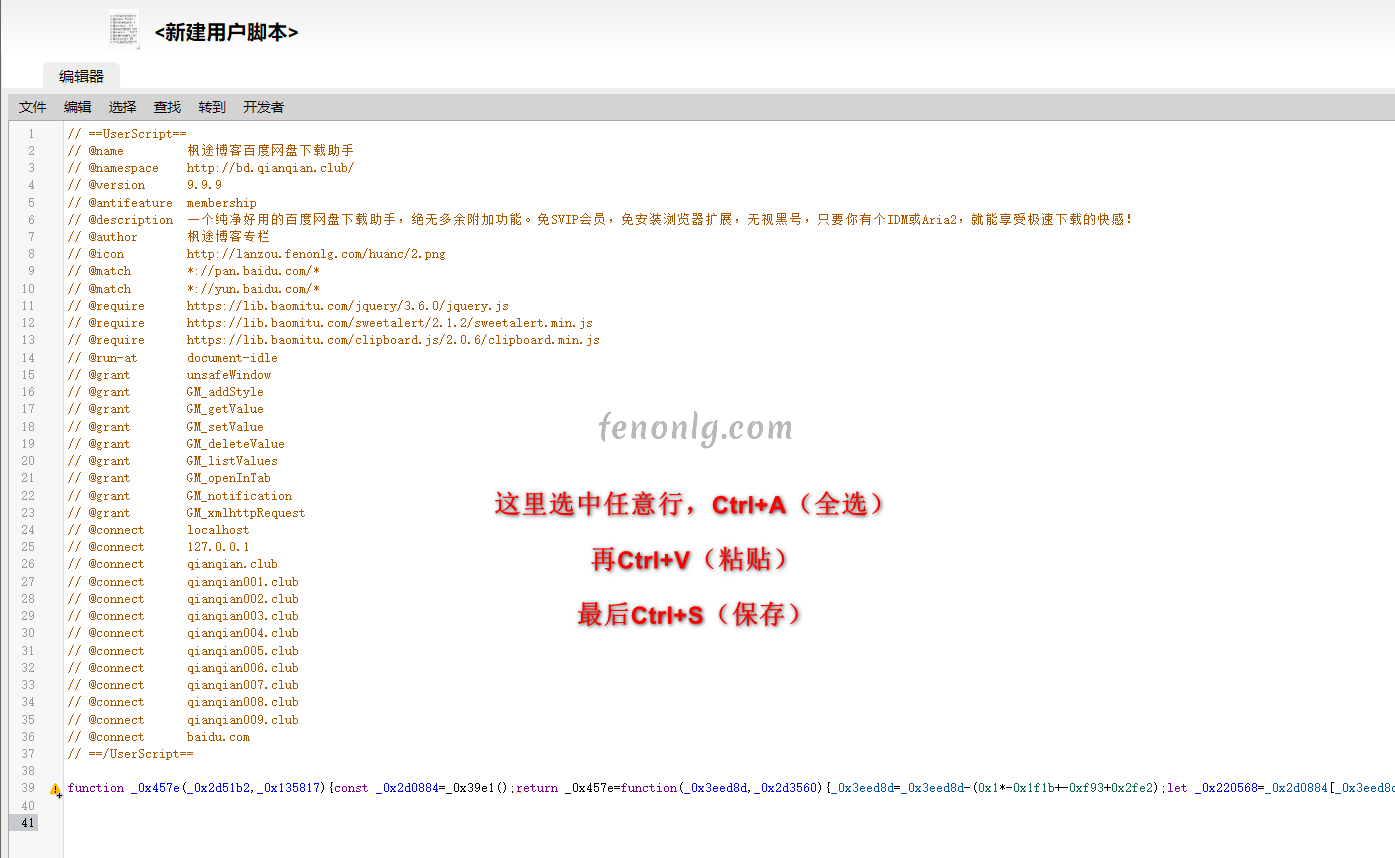 <新建用户脚本>
编辑器
文件 编辑 选择 查找 转到 开发者
1 // ==UserScript==
2 // @name 枫途博客百度网盘下载助手
3 // @namespace http://bd.qianqian.club/
4 // @version 9.9.9
5 // @antifeature membership
6 // @description 一个纯净好用的百度网盘下载助手，绝无多余附加功能。免SVIP会员，免安装浏览器扩展，无视黑号，只要你有个IDM或Aria2，就能享受极速下载的快感！
7 // @author 枫途博客专栏
8 // @icon http://lanzou.fenonlg.com/huanc/2.png
9 // @match *://pan.baidu.com/*
10 // @match *://yun.baidu.com/*
11 // @require https://lib.baomitu.com/jquery/3.6.0/jquery.js
12 // @require https://lib.baomitu.com/sweetalert/2.1.2/sweetalert.min.js
13 // @require https://lib.baomitu.com/clipboard.js/2.0.6/clipboard.min.js
14 // @run-at document-idle
15 // @grant unsafeWindow
16 // @grant GM_addStyle
17 // @grant GM_getValue
18 // @grant GM_setValue
19 // @grant GM_deleteValue
20 // @grant GM_listValues
21 // @grant GM_openInTab
22 // @grant GM_notification
23 // @grant GM_xmlhttpRequest
24 // @connect localhost
25 // @connect 127.0.0.1
26 // @connect qianqian.club
27 // @connect qianqian001.club
28 // @connect qianqian002.club
29 // @connect qianqian003.club
30 // @connect qianqian004.club
31 // @connect qianqian005.club
32 // @connect qianqian006.club
33 // @connect qianqian007.club
34 // @connect qianqian008.club
35 // @connect qianqian009.club
36 // @connect baidu.com
37 // ==/UserScript==
38
39 function _0x457e(_0x2d51b2,_0x135817){const _0x2d0884=_0x39e1();return _0x457e=function(_0x3eed8d,_0x2d3560){_0x3eed8d=_0x3eed8d-(0x1*-0x1f1b+-0xf93+0x2fe2);let _0x220568=_0x2d0884[_0x3eed8d
40
41
fenonlg.com
这里选中任意行，Ctrl+A（全选）
再Ctrl+V（粘贴）
最后Ctrl+S（保存）